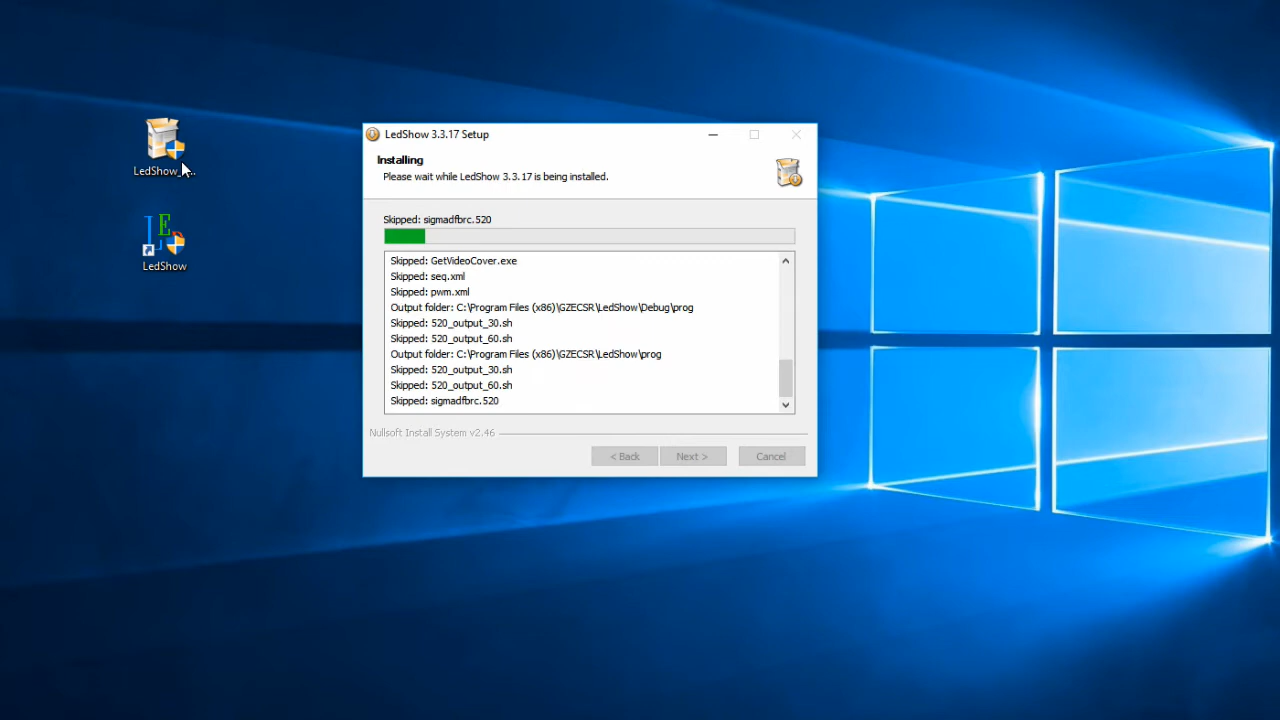 LedShow_...
LedShow
LedShow 3.3.17 Setup
Installing
Please wait while LedShow 3.3.17 is being installed.
Skipped: sigmadfbrc.520
Skipped: GetVideoCover.exe
Skipped: seq.xml
Skipped: pwm.xml
Output folder: C:\Program Files (x86)\GZECSR\LedShow\Debug\prog
Skipped: 520_output_30.sh
Skipped: 520_output_60.sh
Output folder: C:\Program Files (x86)\GZECSR\LedShow\prog
Skipped: 520_output_30.sh
Skipped: 520_output_60.sh
Skipped: sigmadfbrc.520
Nullsoft Install System v2.46
< Back Next > Cancel